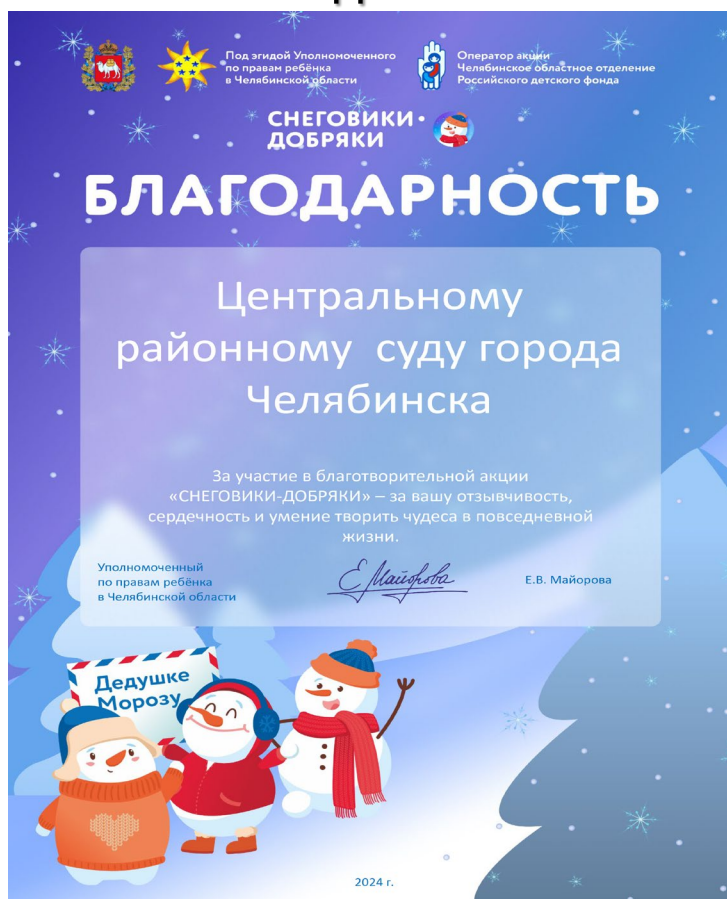 Под эгидой Уполномоченного
по правам ребёнка
в Челябинской области
Оператор акции
Челябинское областное отделение
Российского детского фонда
СНЕГОВИКИ-
ДОБРЯКИ
БЛАГОДАРНОСТЬ
Центральному
районному суду города
Челябинска
За участие в благотворительной акции
«СНЕГОВИКИ-ДОБРЯКИ» – за вашу отзывчивость,
сердечность и умение творить чудеса в повседневной
жизни.
Уполномоченный
по правам ребёнка
в Челябинской области
Е Майорова
Е.В. Майорова
Дедушке
Морозу
2024 г.